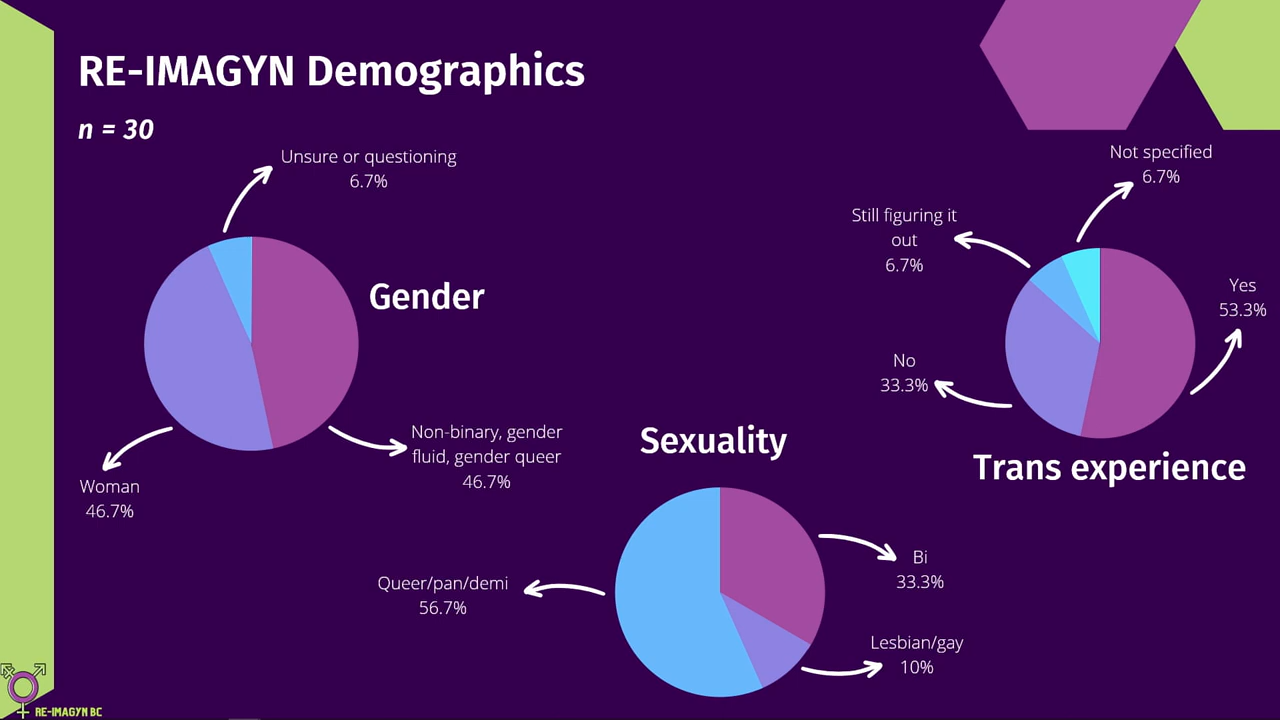 RE-IMAGYN Demographics
n = 30
Unsure or questioning
6.7%
Gender
Non-binary, gender
fluid, gender queer
46.7%
Woman
46.7%
Not specified
6.7%
Still figuring it
out
6.7%
Yes
53.3%
No
33.3%
Trans experience
Sexuality
Bi
33.3%
Queer/pan/demi
56.7%
Lesbian/gay
10%
RE-IMAGYN BC